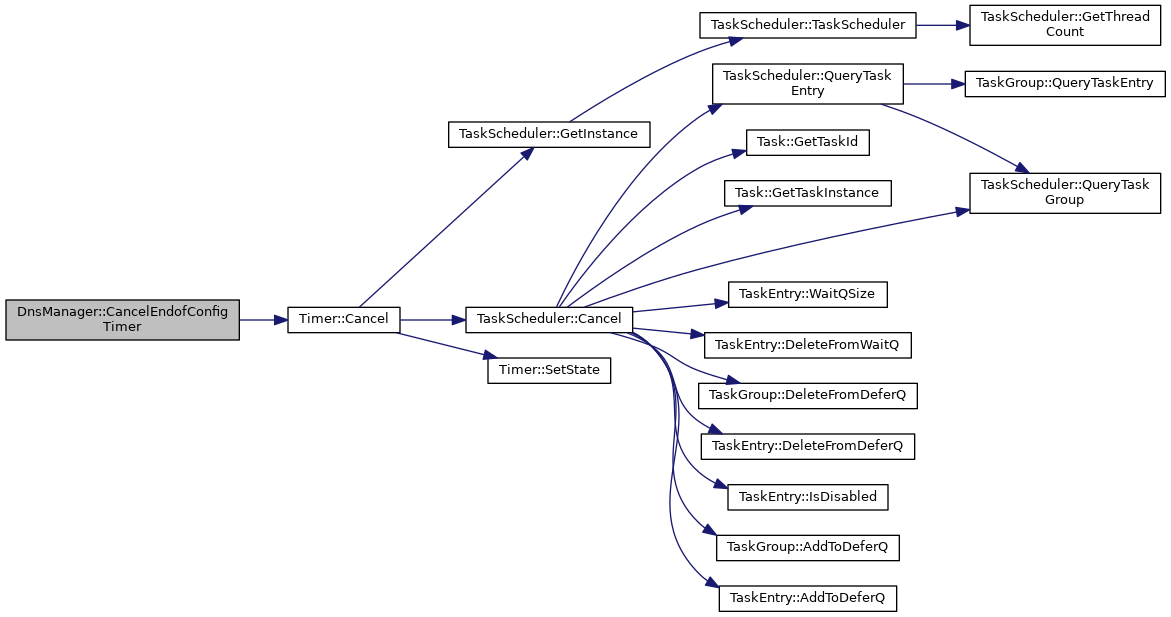 DnsManager::CancelEndofConfig
Timer
Timer::Cancel
TaskScheduler::GetInstance
TaskScheduler::Cancel
Timer::SetState
TaskScheduler::TaskScheduler
TaskScheduler::QueryTask
Entry
Task::GetTaskId
Task::GetTaskInstance
TaskEntry::WaitQSize
TaskEntry::DeleteFromWaitQ
TaskGroup::DeleteFromDeferQ
TaskEntry::DeleteFromDeferQ
TaskEntry::IsDisabled
TaskGroup::AddToDeferQ
TaskEntry::AddToDeferQ
TaskScheduler::GetThread
Count
TaskGroup::QueryTaskEntry
TaskScheduler::QueryTask
Group